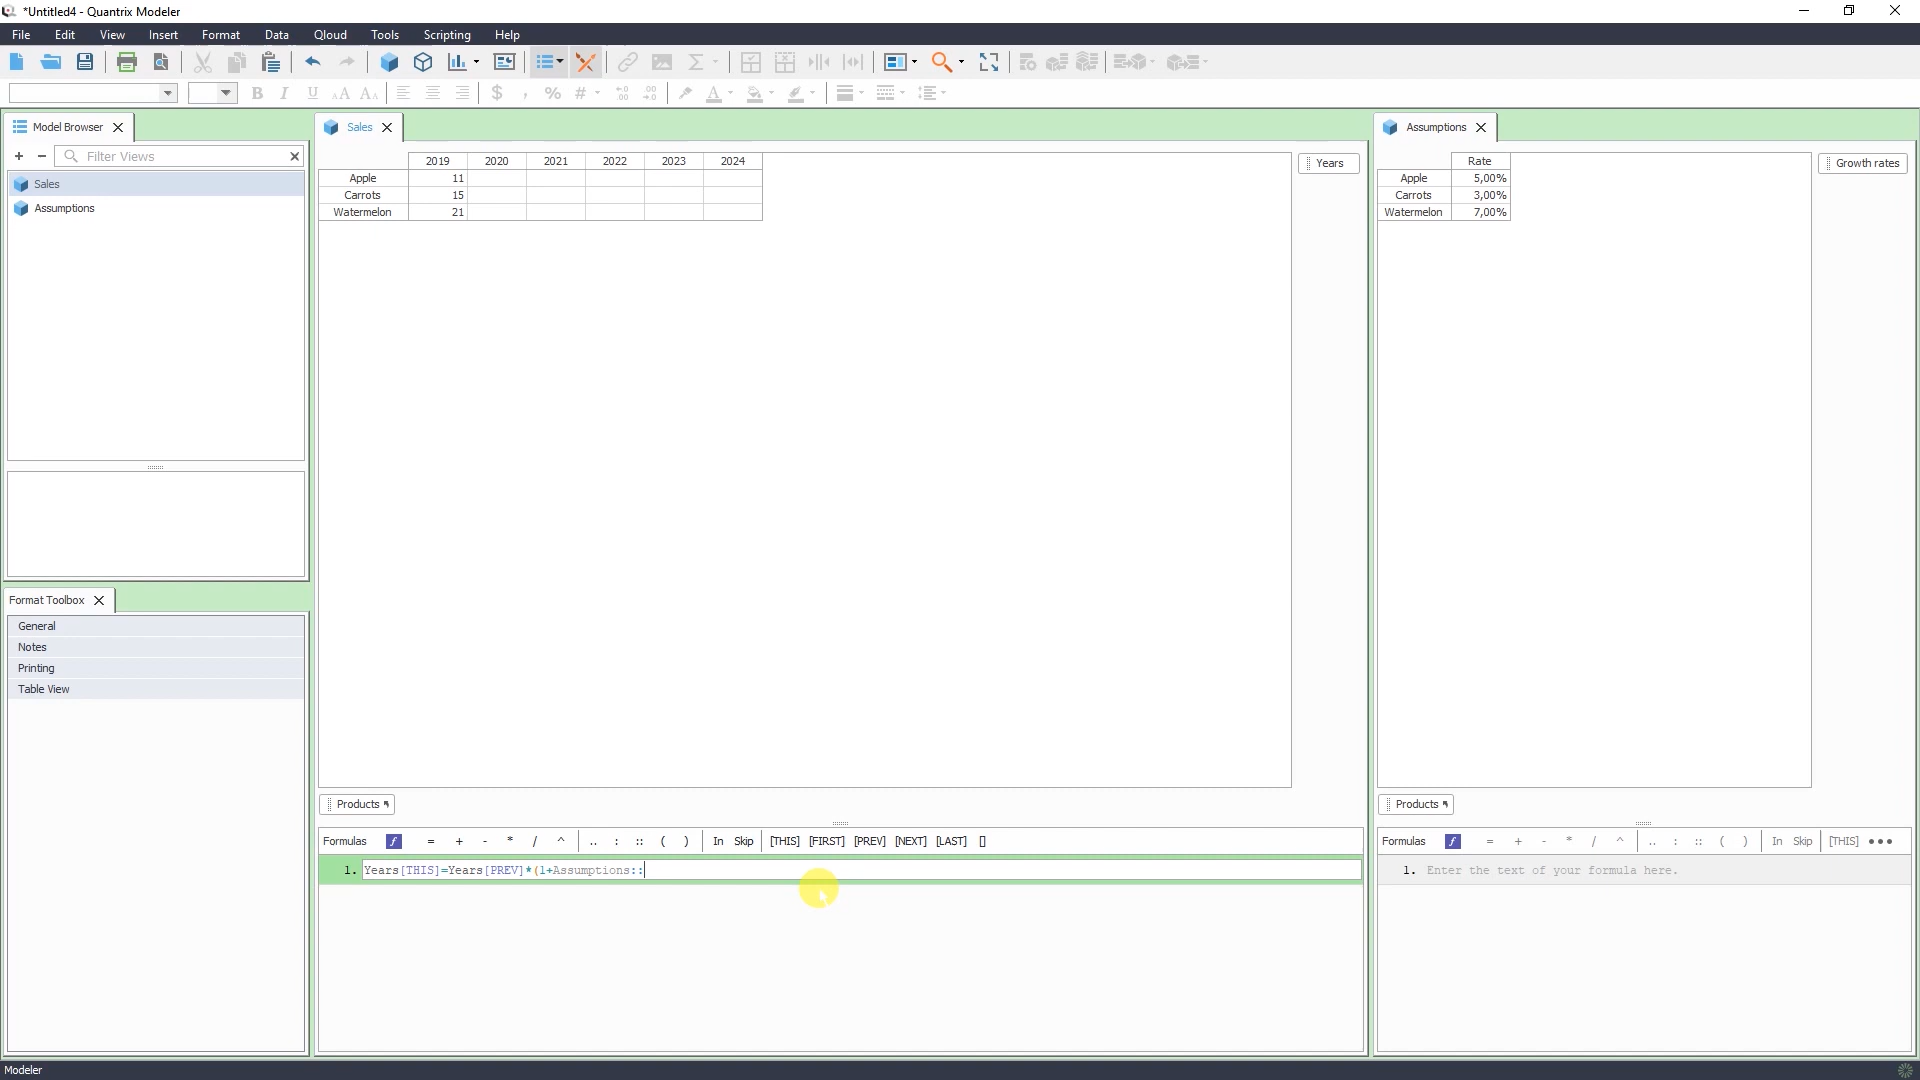 *Untitled4 - Quantrix Modeler
File Edit View Insert Format Data Qloud Tools Scripting Help
B I U AA AA $ , % #
Model Browser
Filter Views
Sales
Assumptions
Format Toolbox
General
Notes
Printing
Table View
Sales
2019 2020 2021 2022 2023 2024
Apple 11
Carrots 15
Watermelon 21
Years
Products
Formulas f = + - * / ^ .. : :: ( ) In Skip [THIS] [FIRST] [PREV] [NEXT] [LAST] []
1. Years[THIS]=Years[PREV]*(1+Assumptions::
Assumptions
Rate
Apple 5,00%
Carrots 3,00%
Watermelon 7,00%
Growth rates
Products
Formulas f = + - * / ^ .. : :: ( ) In Skip [THIS] •••
1. Enter the text of your formula here.
Modeler